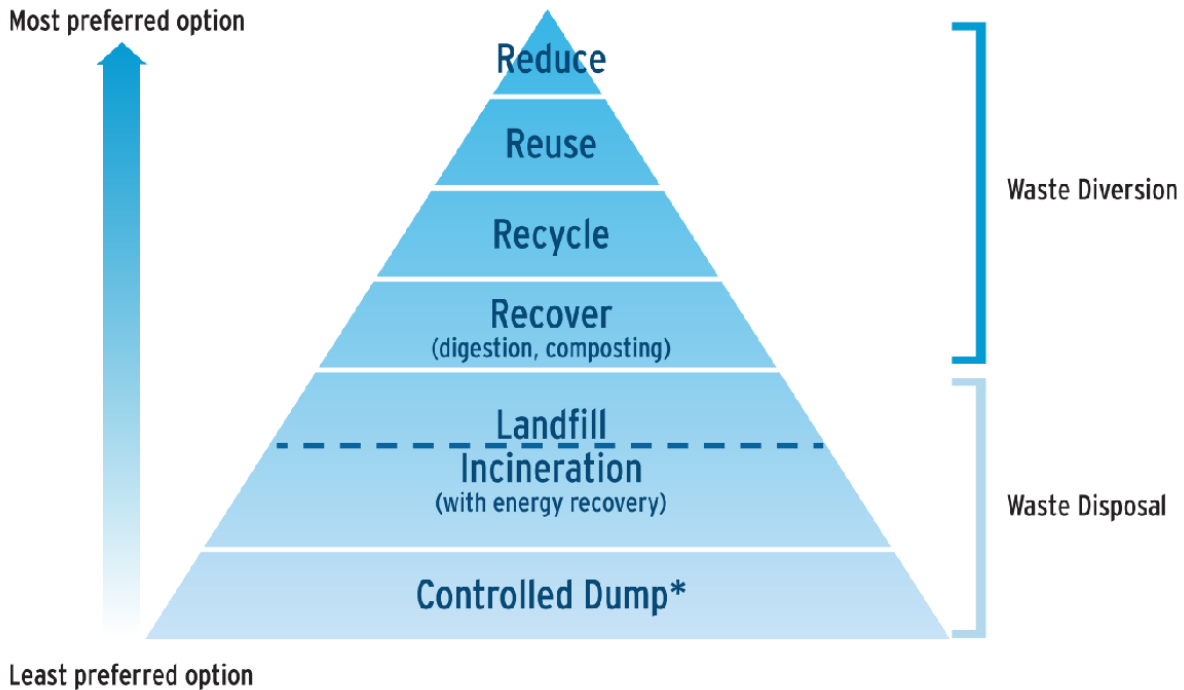 Most preferred option
Reduce
Reuse
Recycle
Recover
(digestion, composting)
Landfill
Incineration
(with energy recovery)
Controlled Dump*
Waste Diversion
Waste Disposal
Least preferred option